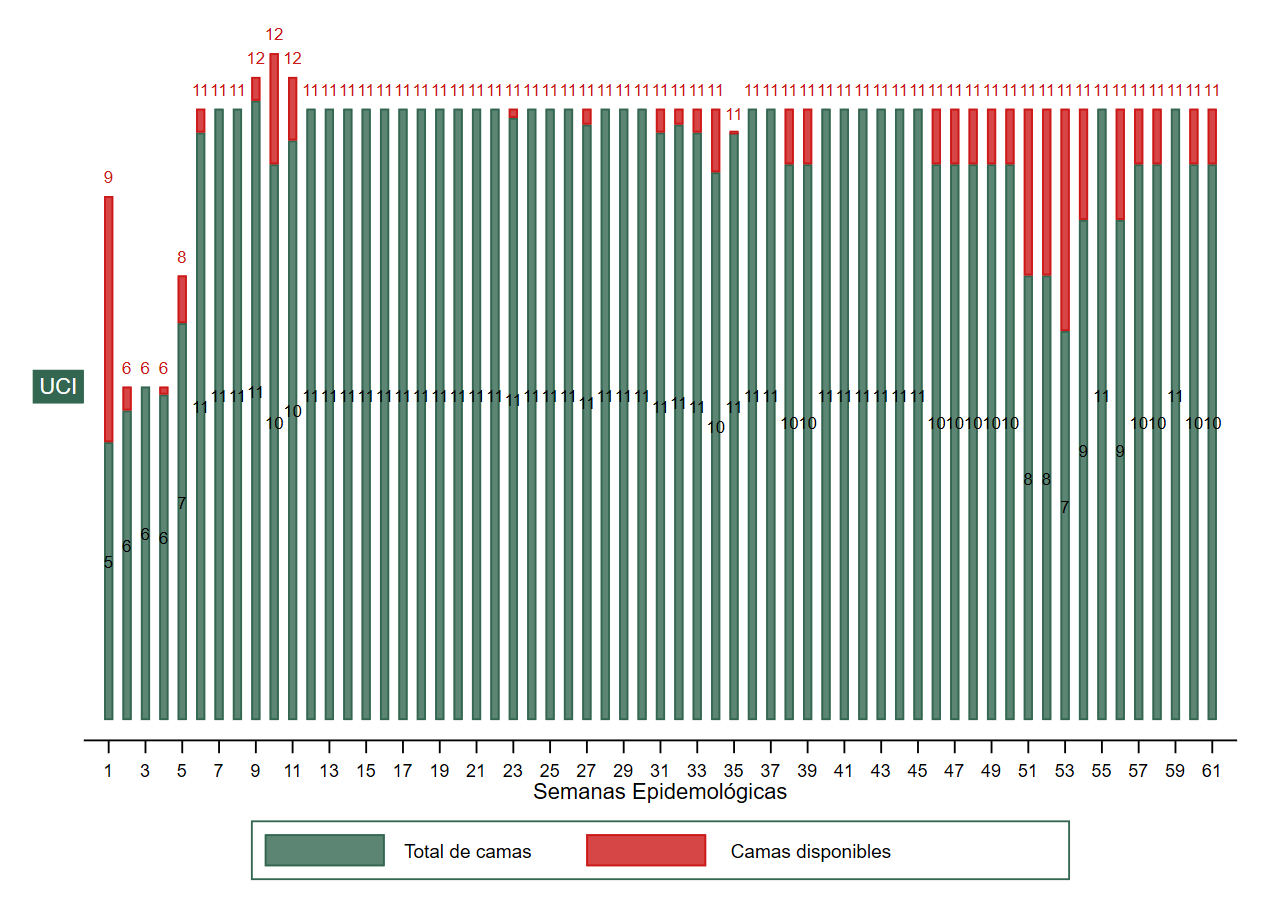 12
12 12
11 11 11 11 11 11 11 11 11 11 11 11 11 11 11 11 11 11 11 11 11 11 11 11 11 11 11 11 11 11 11 11 11 11 11 11 11 11 11 11 11 11 11 11 11 11 11 11 11 11 11 11
11
9
8
6 6 6
UCI
11 11 11 11 10 10 11 11 11 11 11 11 11 11 11 11 11 11 11 11 11 11 11 11 11 11 11 11 10 11 11 11 10 10 11 11 11 11 11 11 10 10 10 10 10 11 10 10 11 10 10
9 9
8 8
7 7
6 6 6
5
1 3 5 7 9 11 13 15 17 19 21 23 25 27 29 31 33 35 37 39 41 43 45 47 49 51 53 55 57 59 61
Semanas Epidemológicas
Total de camas Camas disponibles